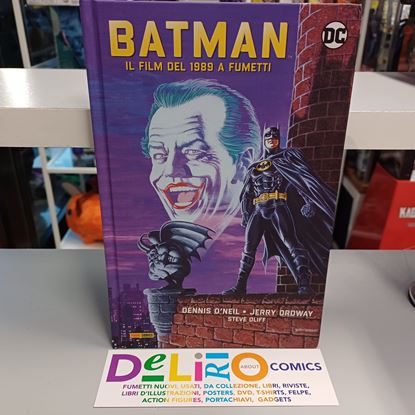 BATMAN
IL FILM DEL 1989 A FUMETTI
DC
DENNIS O'NEIL • JERRY ORDWAY
STEVE OLIFF
DELiRiO ABOUT COMICS
FUMETTI NUOVI, USATI, DA COLLEZIONE, LIBRI, RIVISTE,
LIBRI D'ILLUSTRAZIONI, POSTERS, DVD, T-SHIRTS, FELPE,
ACTION FIGURES, PORTACHIAVI, GADGETS